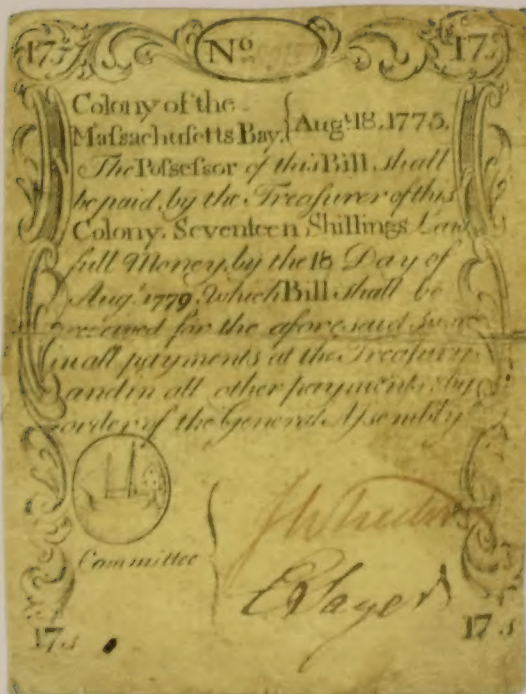 17.s No 17.s
Colony of the
Maſsachusetts Bay, { Augt. 18. 1775.
The Poſseſsor of this Bill shall
be paid, by the Treaſurer of this
Colony, Seventeen Shillings Law
full Money, by the 18 Day of
Augt. 1779, Which Bill shall be
received for the aforesaid Sum
in all payments at the Treaſury
and in all other payments by
order of the General Aſsembly
Committee
17.s 17.s